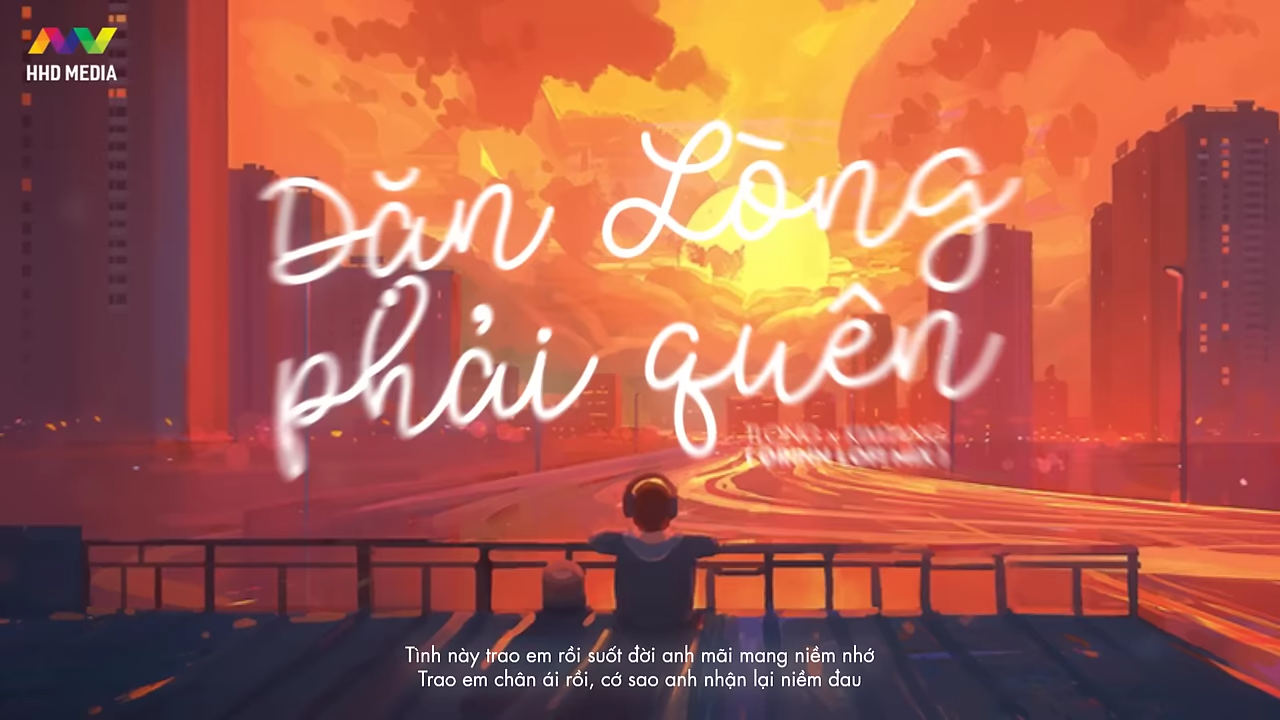 HHD MEDIA
Dặn Lòng
phải quên
Tình này trao em rồi suốt đời anh mãi mang niềm nhớ
Trao em chân ái rồi, cớ sao anh nhận lại niềm đau